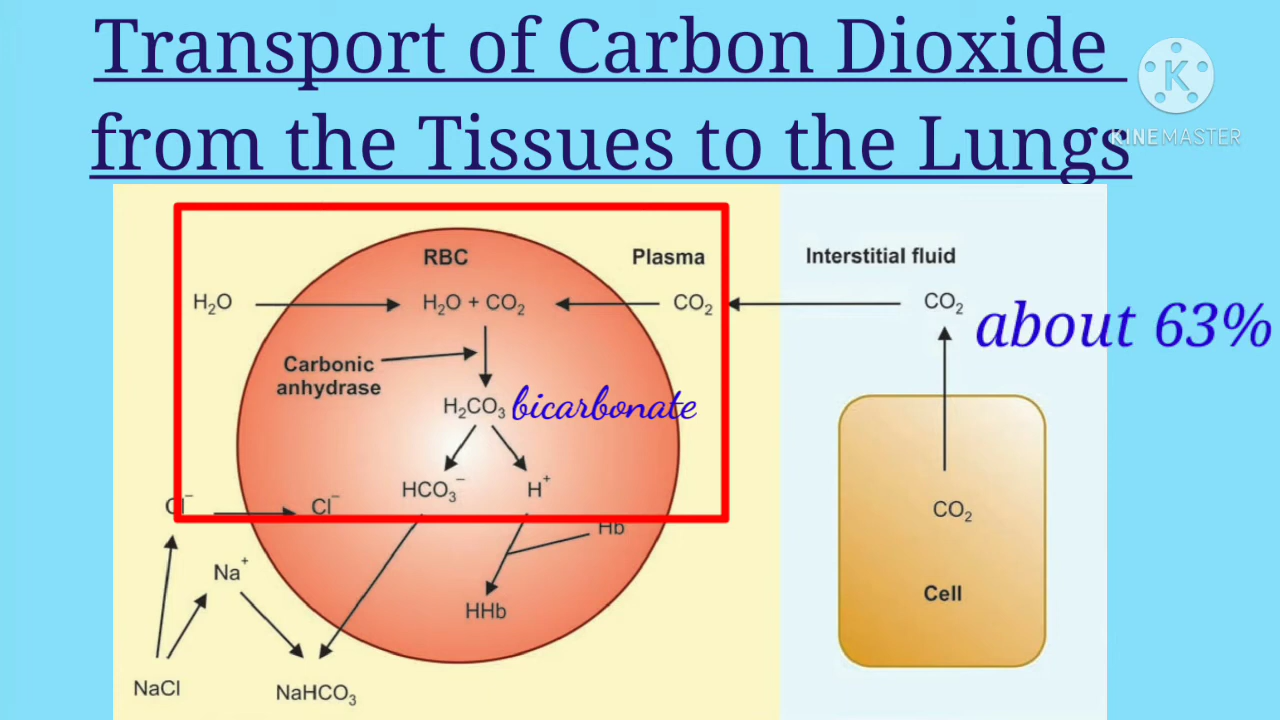 Transport of Carbon Dioxide
from the Tissues to the Lungs
K
KINEMASTER
RBC
Plasma
Interstitial fluid
H₂O
H₂O + CO₂
CO₂
CO₂
about 63%
Carbonic
anhydrase
H₂CO₃
bicarbonate
HCO₃⁻
H⁺
Cl⁻
Cl⁻
CO₂
Hb
Na⁺
Cell
HHb
NaCl
NaHCO₃